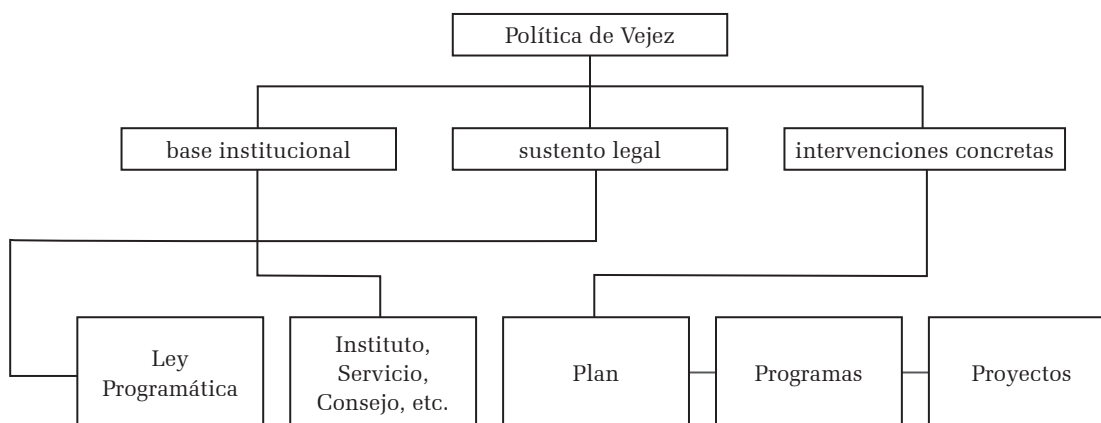 Política de Vejez
base institucional
sustento legal
intervenciones concretas
Ley
Programática
Instituto,
Servicio,
Consejo, etc.
Plan
Programas
Proyectos